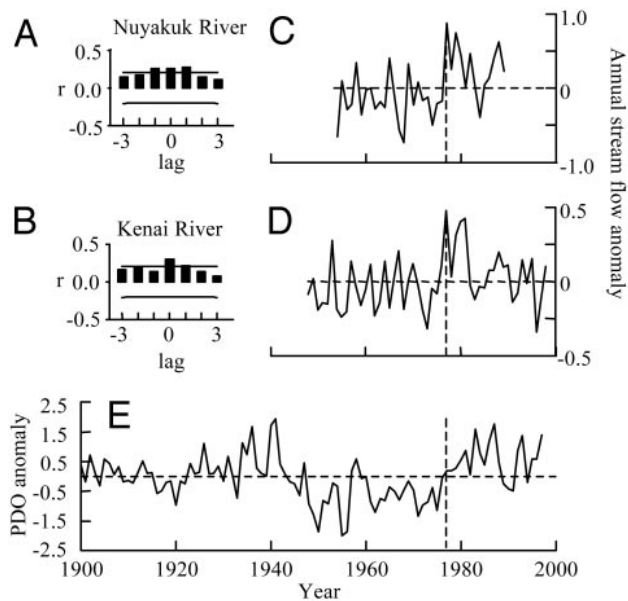 A
Nuyakuk River
0.5
r 0.0
-0.5
-3 0 3
lag
C
1.0
0
-1.0
Annual stream flow anomaly
B
Kenai River
0.5
r 0.0
-0.5
-3 0 3
lag
D
0.5
0
-0.5
E
PDO anomaly
2.5
1.5
0.5
-0.5
-1.5
-2.5
1900 1920 1940 1960 1980 2000
Year